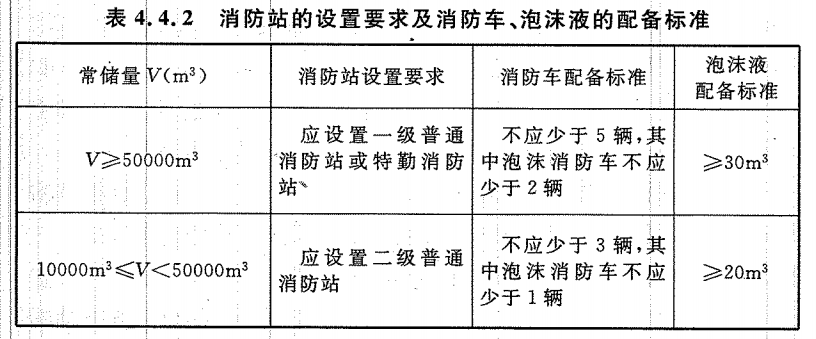 表 4.4.2 消防站的设置要求及消防车、泡沫液的配备标准
常储量 V(m³) 消防站设置要求 消防车配备标准 泡沫液
配备标准
V≥50000m³ 应设置一级普通
消防站或特勤消防
站 不应少于 5 辆,其
中泡沫消防车不应
少于 2 辆 ≥30m³
10000m³≤V<50000m³ 应设置二级普通
消防站 不应少于 3 辆,其
中泡沫消防车不应
少于 1 辆 ≥20m³